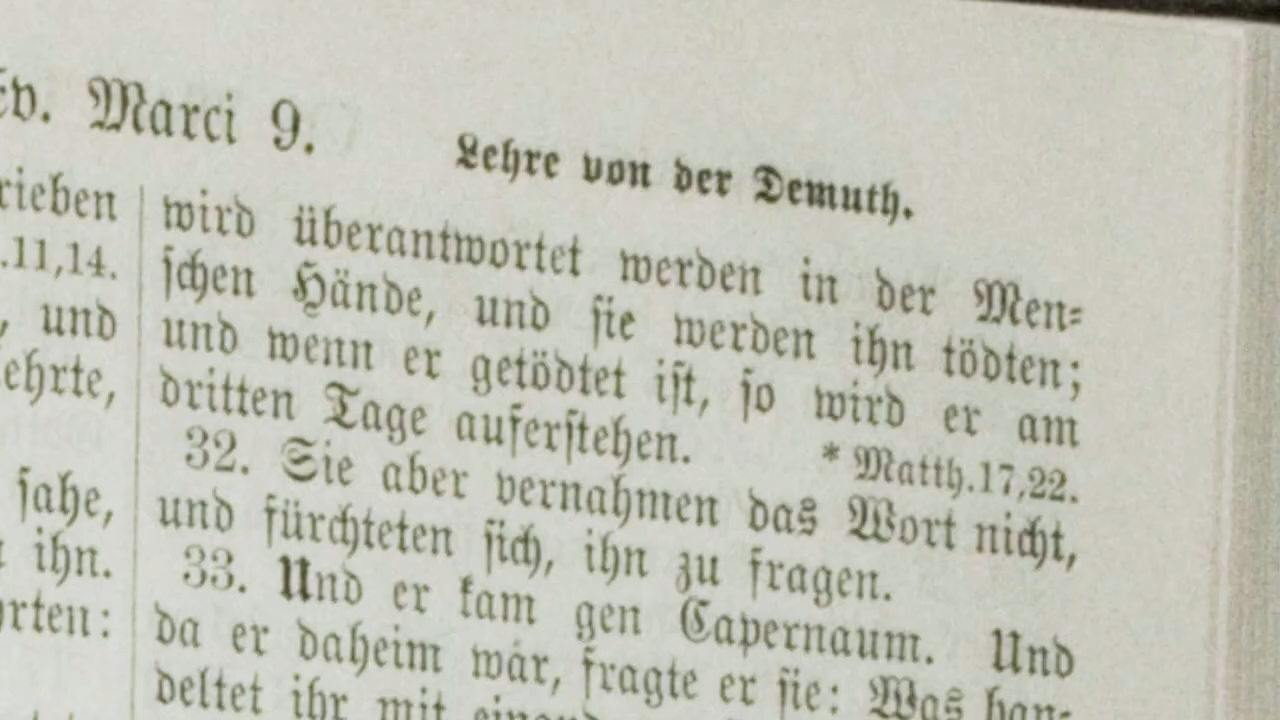 Ev. Marci 9.
Lehre von der Demuth.
rieben
.11,14.
, und
ehrte,
sahe,
ihn.
rten:
wird überantwortet werden in der Men=
schen Hände, und sie werden ihn tödten;
und wenn er getödtet ist, so wird er am
dritten Tage auferstehen. * Matth.17,22.
32. Sie aber vernahmen das Wort nicht,
und fürchteten sich, ihn zu fragen.
33. Und er kam gen Capernaum. Und
da er daheim war, fragte er sie: Was han=
deltet ihr mit